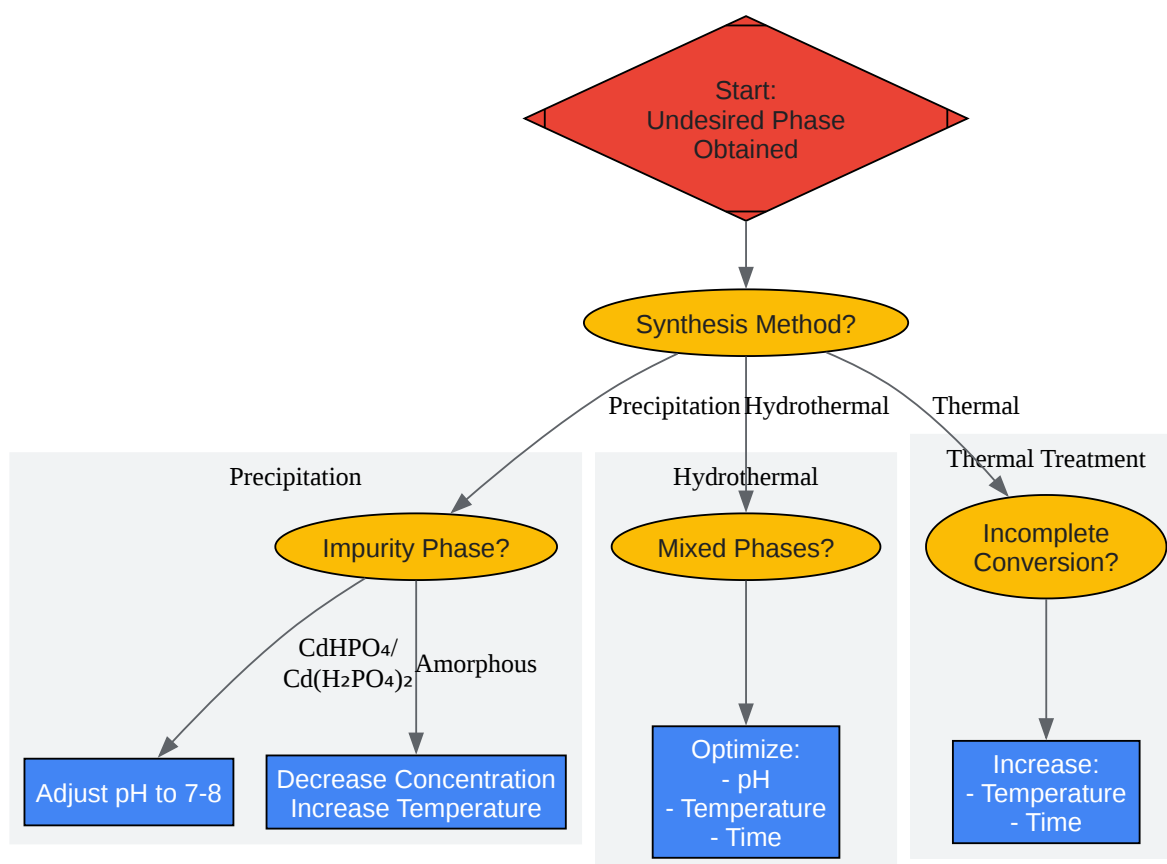 Start:
Undesired Phase
Obtained
Synthesis Method?
Precipitation
Hydrothermal
Thermal
Precipitation
Hydrothermal
Thermal Treatment
Impurity Phase?
Mixed Phases?
Incomplete
Conversion?
CdHPO₄/
Cd(H₂PO₄)₂
Amorphous
Adjust pH to 7-8
Decrease Concentration
Increase Temperature
Optimize:
- pH
- Temperature
- Time
Increase:
- Temperature
- Time